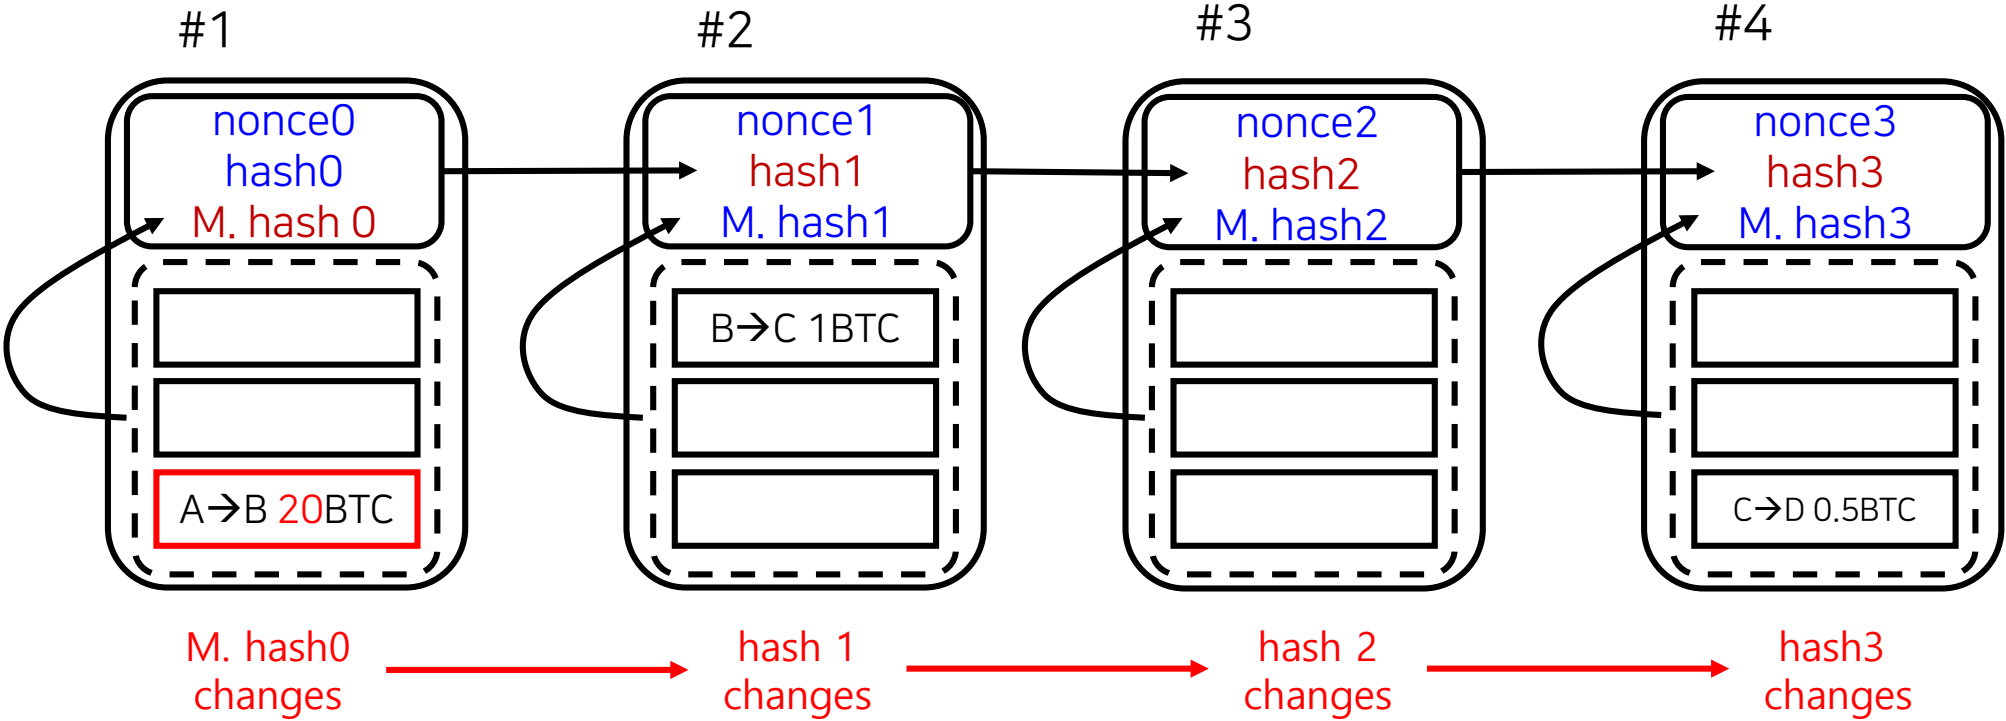 #1
#2
#3
#4
nonce0
hash0
M. hash 0
nonce1
hash1
M. hash1
nonce2
hash2
M. hash2
nonce3
hash3
M. hash3
A→B 20BTC
B→C 1BTC
C→D 0.5BTC
M. hash0
changes
hash 1
changes
hash 2
changes
hash3
changes